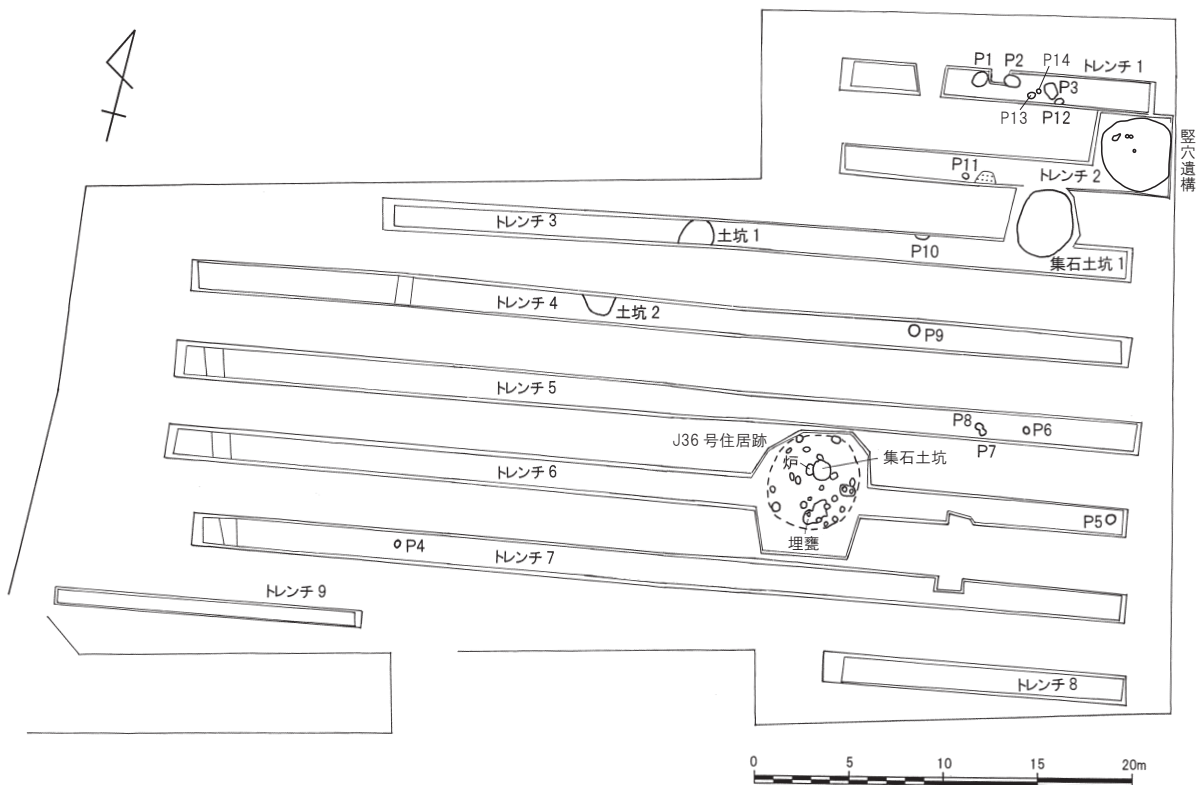 P1
P2
P14
トレンチ 1
P3
P13
P12
竪穴遺構
P11
トレンチ 2
トレンチ 3
土坑 1
P10
集石土坑 1
トレンチ 4
土坑 2
P9
トレンチ 5
P8
P6
P7
J36 号住居跡
炉
集石土坑
トレンチ 6
P5
埋甕
P4
トレンチ 7
トレンチ 9
トレンチ 8
0
5
10
15
20m